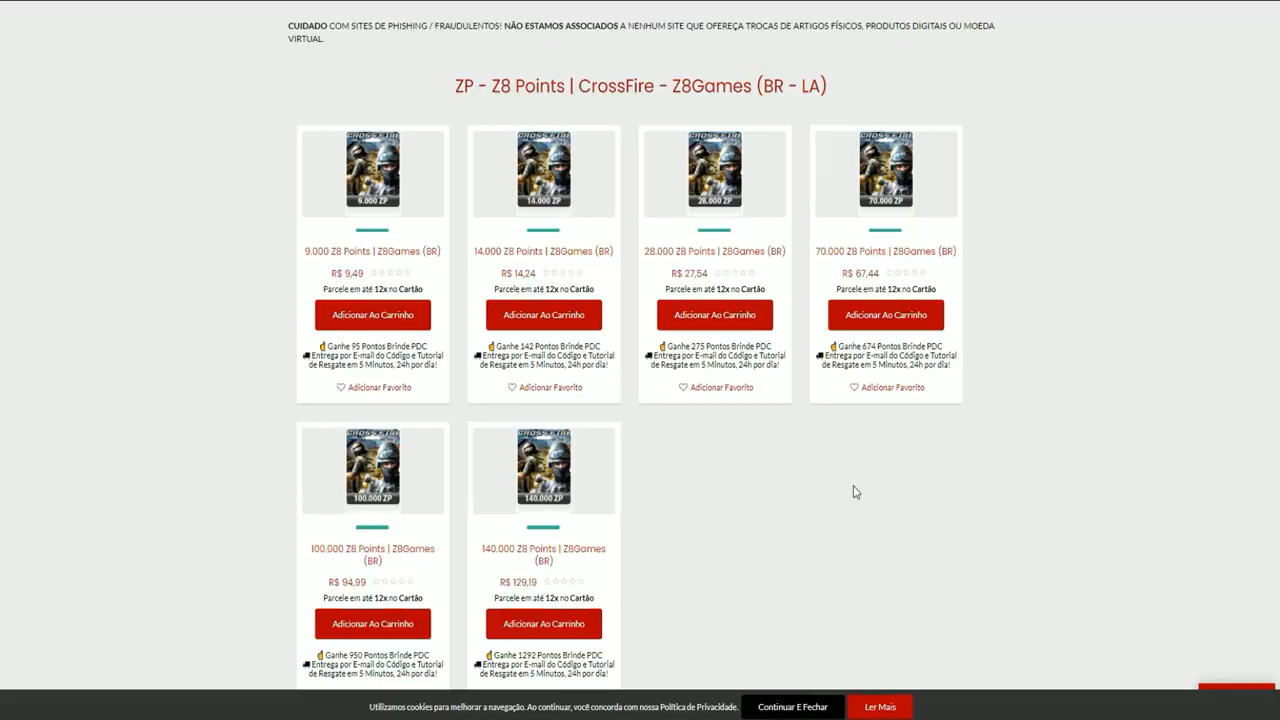 CUIDADO COM SITES DE PHISHING / FRAUDULENTOS! NÃO ESTAMOS ASSOCIADOS A NENHUM SITE QUE OFEREÇA TROCAS DE ARTIGOS FÍSICOS, PRODUTOS DIGITAIS OU MOEDA
VIRTUAL.
ZP - Z8 Points | CrossFire - Z8Games (BR - LA)
CROSSFIRE
9.000 ZP
9.000 Z8 Points | Z8Games (BR)
R$ 9,49
Parcele em até 12x no Cartão
Adicionar Ao Carrinho
Ganhe 95 Pontos Brinde PDC
Entrega por E-mail do Código e Tutorial
de Resgate em 5 Minutos, 24h por dia!
Adicionar Favorito
CROSSFIRE
14.000 ZP
14.000 Z8 Points | Z8Games (BR)
R$ 14,24
Parcele em até 12x no Cartão
Adicionar Ao Carrinho
Ganhe 142 Pontos Brinde PDC
Entrega por E-mail do Código e Tutorial
de Resgate em 5 Minutos, 24h por dia!
Adicionar Favorito
CROSSFIRE
28.000 ZP
28.000 Z8 Points | Z8Games (BR)
R$ 27,54
Parcele em até 12x no Cartão
Adicionar Ao Carrinho
Ganhe 275 Pontos Brinde PDC
Entrega por E-mail do Código e Tutorial
de Resgate em 5 Minutos, 24h por dia!
Adicionar Favorito
CROSSFIRE
70.000 ZP
70.000 Z8 Points | Z8Games (BR)
R$ 67,44
Parcele em até 12x no Cartão
Adicionar Ao Carrinho
Ganhe 674 Pontos Brinde PDC
Entrega por E-mail do Código e Tutorial
de Resgate em 5 Minutos, 24h por dia!
Adicionar Favorito
CROSSFIRE
100.000 ZP
100.000 Z8 Points | Z8Games
(BR)
R$ 94,99
Parcele em até 12x no Cartão
Adicionar Ao Carrinho
Ganhe 950 Pontos Brinde PDC
Entrega por E-mail do Código e Tutorial
de Resgate em 5 Minutos, 24h por dia!
CROSSFIRE
140.000 ZP
140.000 Z8 Points | Z8Games
(BR)
R$ 129,19
Parcele em até 12x no Cartão
Adicionar Ao Carrinho
Ganhe 1292 Pontos Brinde PDC
Entrega por E-mail do Código e Tutorial
de Resgate em 5 Minutos, 24h por dia!
Utilizamos cookies para melhorar a navegação. Ao continuar, você concorda com nossa Política de Privacidade.
Continuar E Fechar
Ler Mais